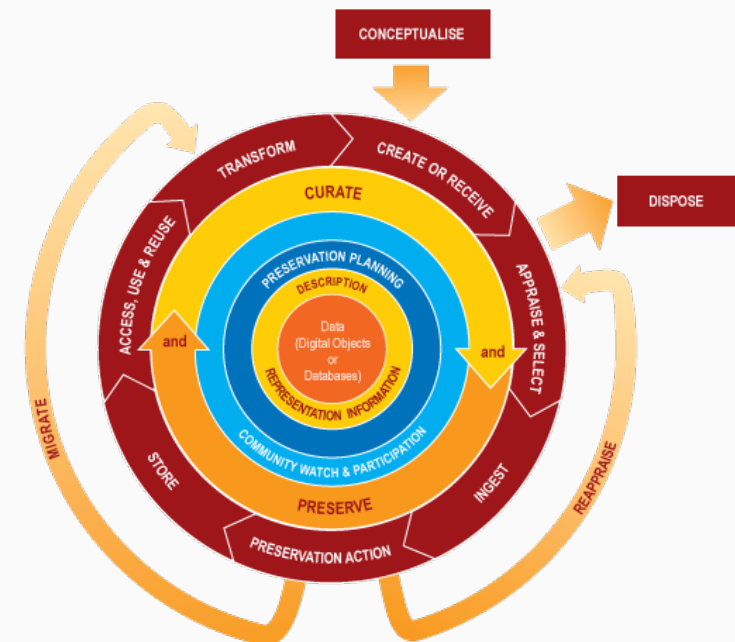 CONCEPTUALISE
CREATE OR RECEIVE
DISPOSE
APPRAISE & SELECT
INGEST
PRESERVATION ACTION
STORE
ACCESS, USE & REUSE
TRANSFORM
MIGRATE
REAPPRAISE
CURATE
and
PRESERVE
and
COMMUNITY WATCH & PARTICIPATION
PRESERVATION PLANNING
DESCRIPTION
REPRESENTATION INFORMATION
Data
(Digital Objects
or
Databases)